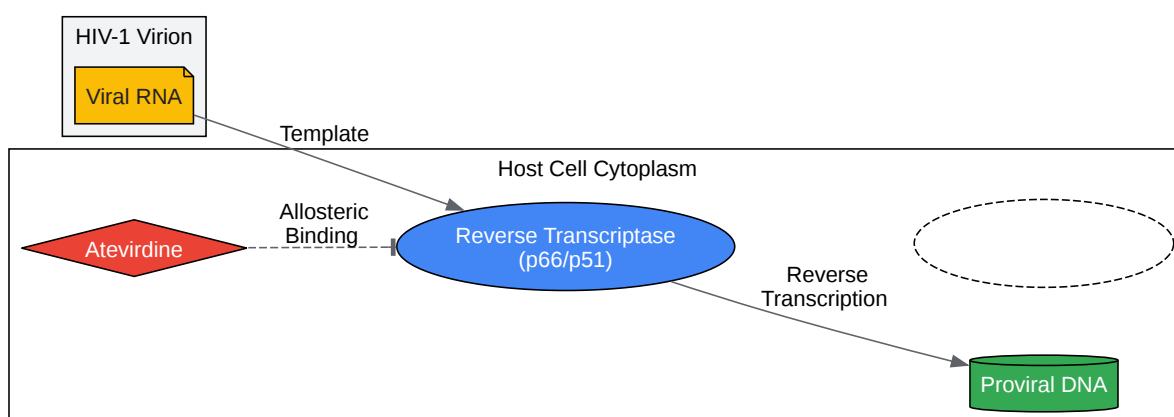 HIV-1 Virion
Viral RNA
Template
Host Cell Cytoplasm
Atevirdine
Allosteric
Binding
Reverse Transcriptase
(p66/p51)
Reverse
Transcription
Proviral DNA